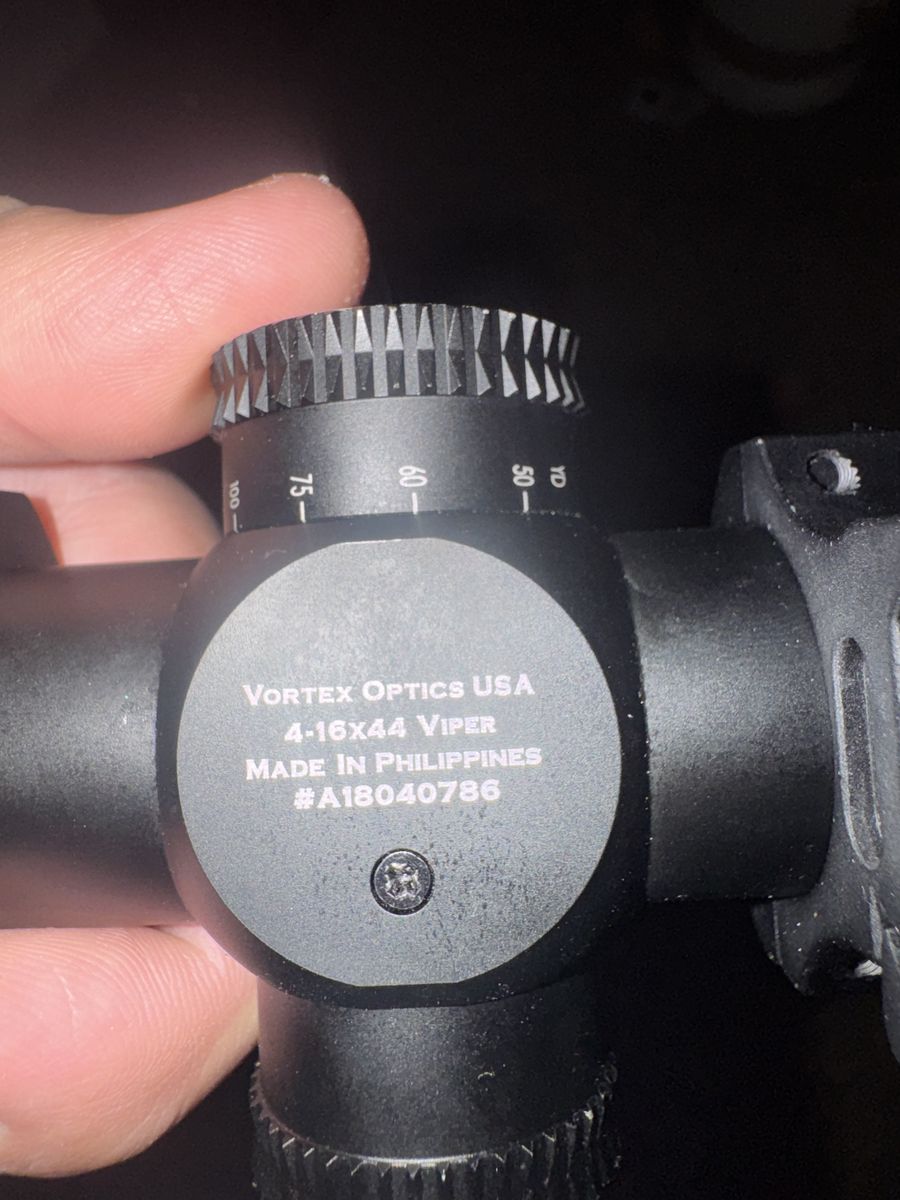 100 75 60 50 YD
VORTEX OPTICS USA
4-16X44 VIPER
MADE IN PHILIPPINES
#A18040786